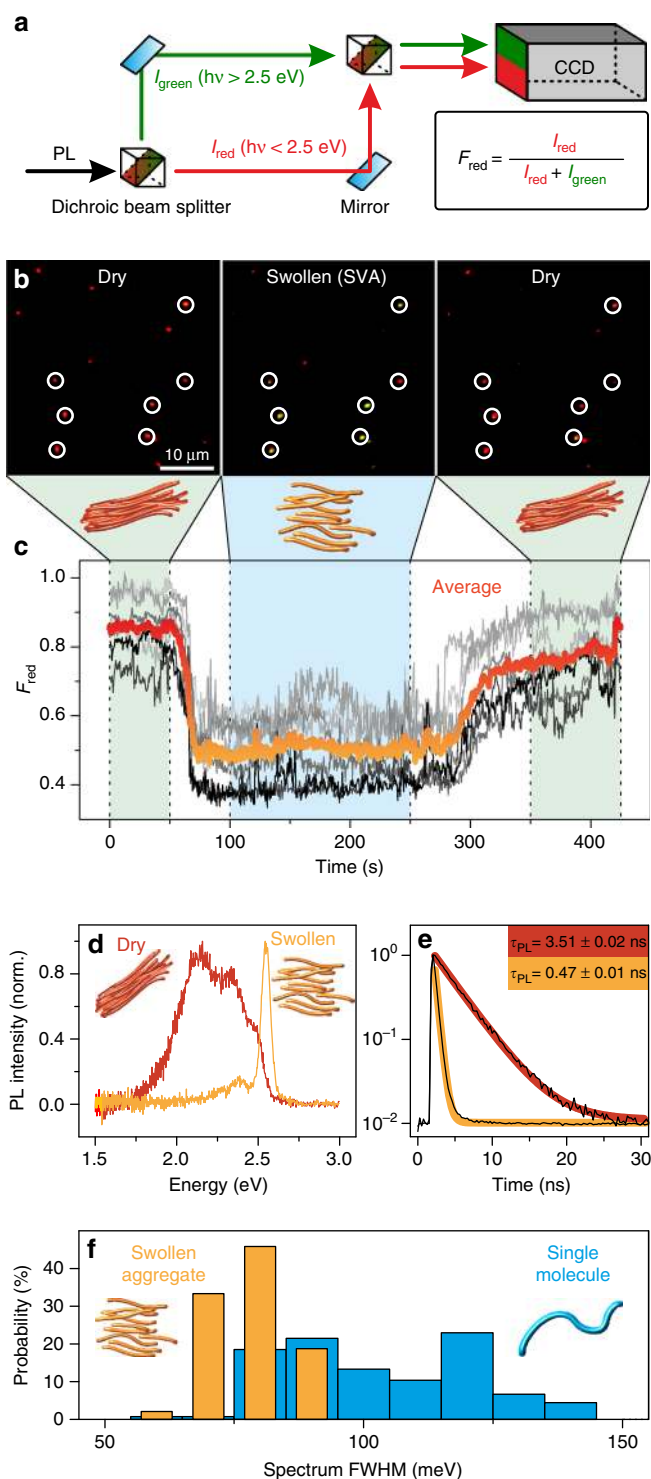 a
I_green (hν > 2.5 eV)
CCD
PL
I_red (hν < 2.5 eV)
F_red = I_red / I_red + I_green
Dichroic beam splitter
Mirror
b
Dry
Swollen (SVA)
Dry
10 μm
c
1.0
0.8
0.6
0.4
F_red
Average
0
100
200
300
400
Time (s)
d
Dry
Swollen
0.8
0.4
0.0
PL intensity (norm.)
1.5
2.0
2.5
3.0
Energy (eV)
e
τ_PL = 3.51 ± 0.02 ns
τ_PL = 0.47 ± 0.01 ns
10⁰
10⁻¹
10⁻²
0
10
20
30
Time (ns)
f
Swollen
aggregate
Single
molecule
40
30
20
10
0
Probability (%)
50
100
150
Spectrum FWHM (meV)